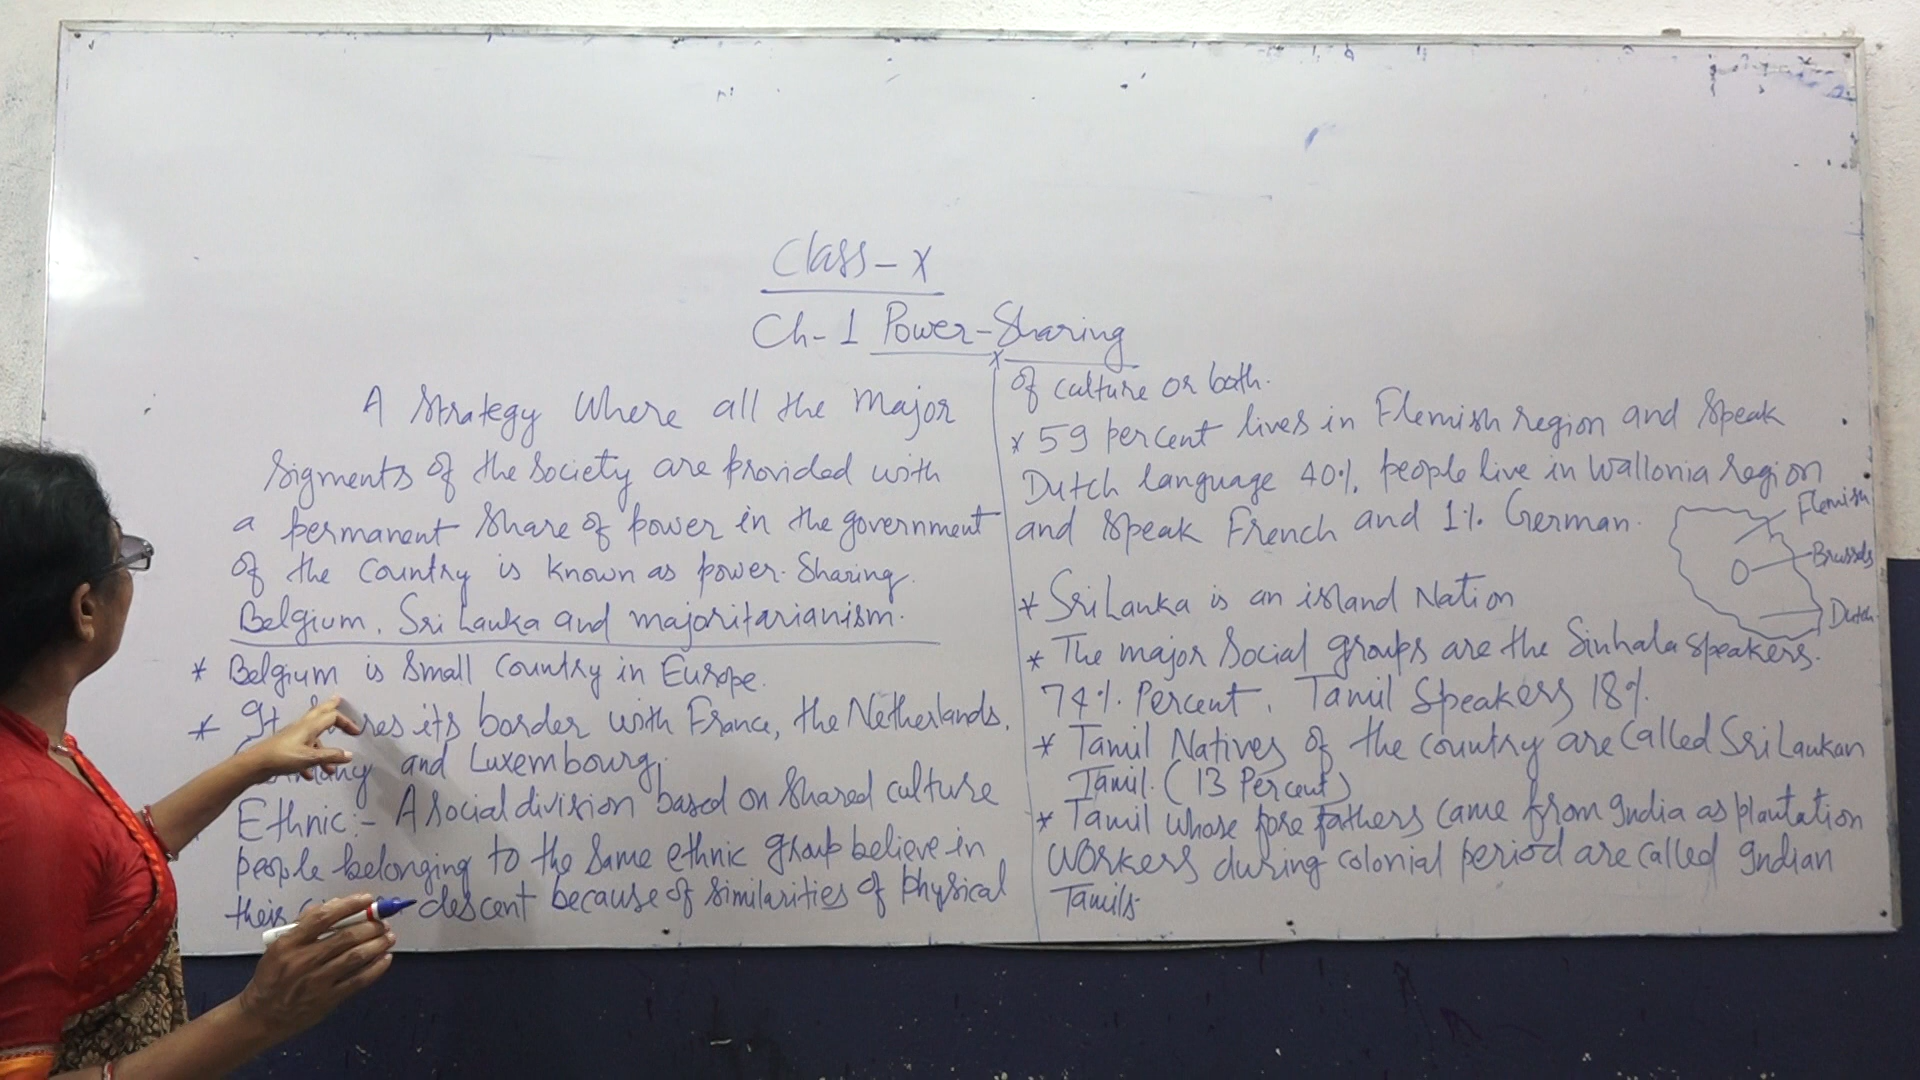 Class - X
Ch-1 Power-Sharing
A strategy where all the major
sigments of the society are provided with
a permanent share of power in the government
of the country is known as power-sharing.
Belgium, Sri Lanka and majoritarianism.
* Belgium is small country in Europe.
* It its border with France, the Netherlands,
and Luxembourg.
Ethnic:- A social division based on shared culture
people belonging to the same ethnic group believe in
their descent because of similarities of physical
of culture or both.
* 59 percent lives in Flemish region and speak
Dutch language 40%. people live in Wallonia region
and speak French and 1%. German.
* Sri Lanka is an island Nation
* The major social groups are the Sinhala speakers.
74%. Percent. Tamil speakers 18%.
* Tamil Natives of the country are called Sri Lankan
Tamil. (13 Percent)
* Tamil whose fore fathers came from India as plantation
workers during colonial period are called Indian
Tamils.
Flemish
Brussels
Dutch